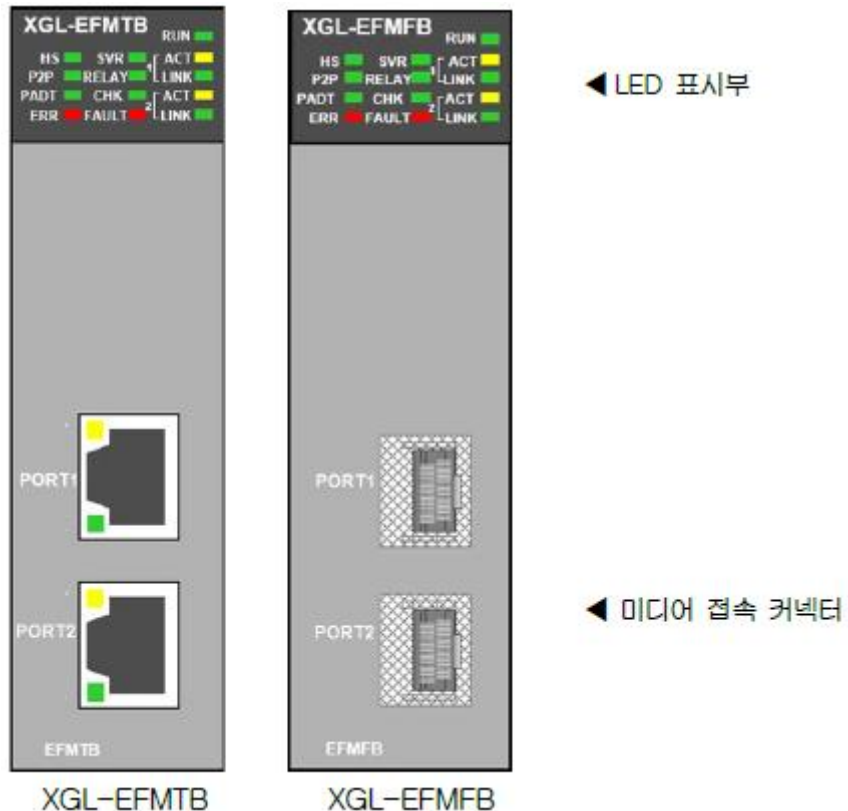 XGL-EFMTB
RUN
HS SVR 1 ACT
P2P RELAY LINK
PADT CHK 2 ACT
ERR FAULT LINK
PORT1
PORT2
EFMTB
XGL-EFMTB
XGL-EFMFB
RUN
HS SVR 1 ACT
P2P RELAY LINK
PADT CHK 2 ACT
ERR FAULT LINK
PORT1
PORT2
EFMFB
XGL-EFMFB
◀ LED 표시부
◀ 미디어 접속 커넥터